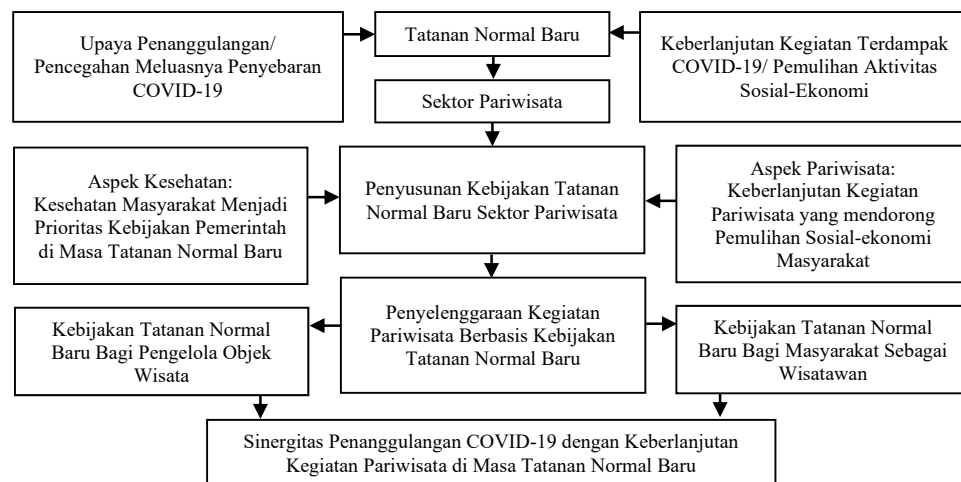 Upaya Penanggulangan/
Pencegahan Meluasnya Penyebaran
COVID-19
Tatanan Normal Baru
Keberlanjutan Kegiatan Terdampak
COVID-19/ Pemulihan Aktivitas
Sosial-Ekonomi
Sektor Pariwisata
Aspek Kesehatan:
Kesehatan Masyarakat Menjadi
Prioritas Kebijakan Pemerintah
di Masa Tatanan Normal Baru
Penyusunan Kebijakan Tatanan
Normal Baru Sektor Pariwisata
Aspek Pariwisata:
Keberlanjutan Kegiatan
Pariwisata yang mendorong
Pemulihan Sosial-ekonomi
Masyarakat
Kebijakan Tatanan Normal
Baru Bagi Pengelola Objek
Wisata
Penyelenggaraan Kegiatan
Pariwisata Berbasis Kebijakan
Tatanan Normal Baru
Kebijakan Tatanan Normal
Baru Bagi Masyarakat Sebagai
Wisatawan
Sinergitas Penanggulangan COVID-19 dengan Keberlanjutan
Kegiatan Pariwisata di Masa Tatanan Normal Baru